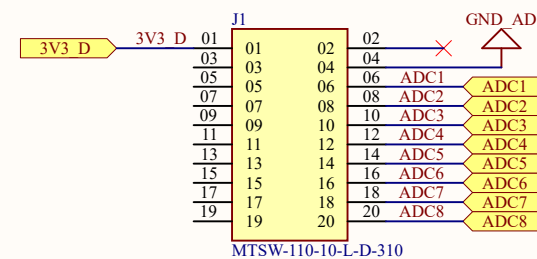 J1
GND_AD
3V3_D 3V3_D 01 01 02 02
03 03 04 04
05 05 06 06 ADC1 ADC1
07 07 08 08 ADC2 ADC2
09 09 10 10 ADC3 ADC3
11 11 12 12 ADC4 ADC4
13 13 14 14 ADC5 ADC5
15 15 16 16 ADC6 ADC6
17 17 18 18 ADC7 ADC7
19 19 20 20 ADC8 ADC8
MTSW-110-10-L-D-310